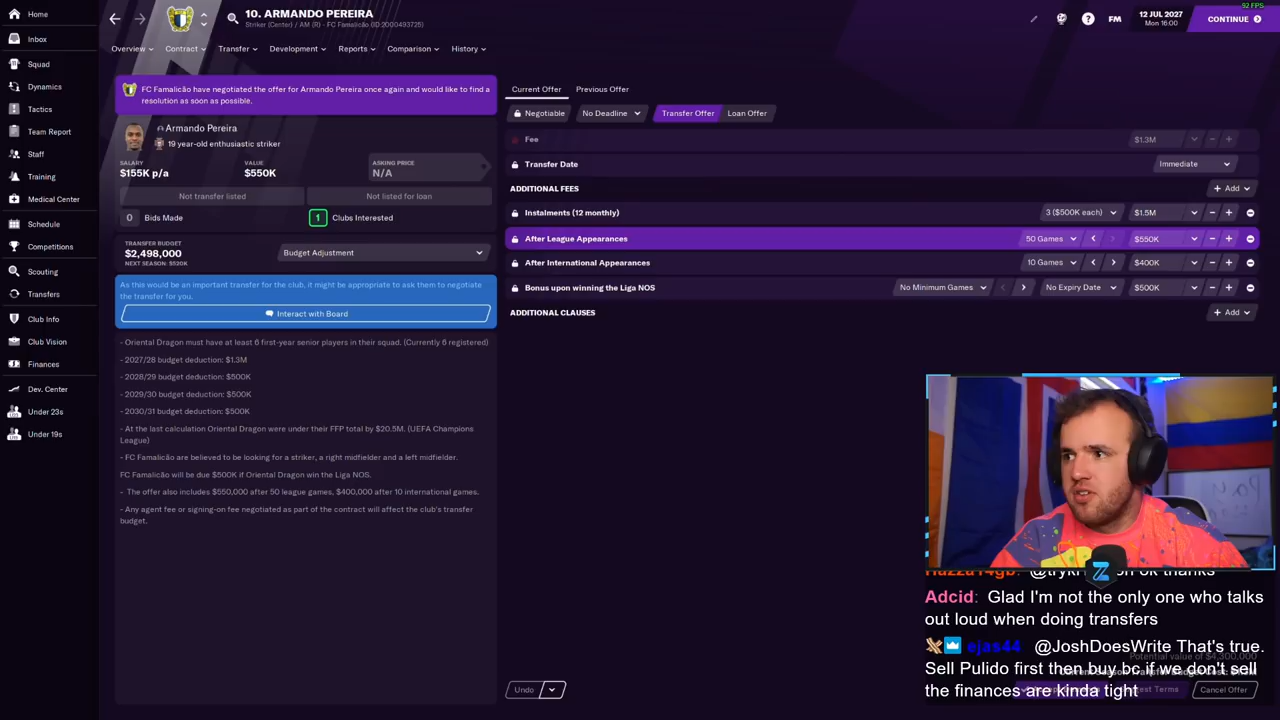 52 FPS
Home
Inbox
Squad
Dynamics
Tactics
Team Report
Staff
Training
Medical Center
Schedule
Competitions
Scouting
Transfers
Club Info
Club Vision
Finances
Dev. Center
Under 23s
Under 19s
10. ARMANDO PEREIRA
Striker (Center) / AM (R) - FC Famalicão (ID 2000493725)
FM
12 JUL 2027
Mon 16:00
CONTINUE
Overview
Contract
Transfer
Development
Reports
Comparison
History
FC Famalicão have negotiated the offer for Armando Pereira once again and would like to find a
resolution as soon as possible.
Armando Pereira
19 year-old enthusiastic striker
SALARY
$155K p/a
VALUE
$550K
ASKING PRICE
N/A
Not transfer listed
Not listed for loan
0 Bids Made
1 Clubs Interested
TRANSFER BUDGET
$2,498,000
NEXT SEASON: $520K
Budget Adjustment
As this would be an important transfer for the club, it might be appropriate to ask them to negotiate
the transfer for you.
Interact with Board
- Oriental Dragon must have at least 6 first-year senior players in their squad. (Currently 6 registered)
- 2027/28 budget deduction: $1.3M
- 2028/29 budget deduction: $500K
- 2029/30 budget deduction: $500K
- 2030/31 budget deduction: $500K
- At the last calculation Oriental Dragon were under their FFP total by $20.5M. (UEFA Champions
League)
- FC Famalicão are believed to be looking for a striker, a right midfielder and a left midfielder.
FC Famalicão will be due $500K if Oriental Dragon win the Liga NOS.
- The offer also includes $550,000 after 50 league games, $400,000 after 10 international games.
- Any agent fee or signing-on fee negotiated as part of the contract will affect the club's transfer
budget.
Current Offer
Previous Offer
Negotiable
No Deadline
Transfer Offer
Loan Offer
Fee $1.3M
Transfer Date Immediate
ADDITIONAL FEES
Add
Instalments (12 monthly) 3 ($500K each) $1.5M
After League Appearances 50 Games $550K
After International Appearances 10 Games $400K
Bonus upon winning the Liga NOS No Minimum Games No Expiry Date $500K
ADDITIONAL CLAUSES
Add
Undo
Adcid: Glad I'm not the only one who talks
out loud when doing transfers
ejas44 @JoshDoesWrite That's true.
Sell Pulido first then buy bc if we don't sell
the finances are kinda tight
Potential value of $4,300,000
Cancel Offer